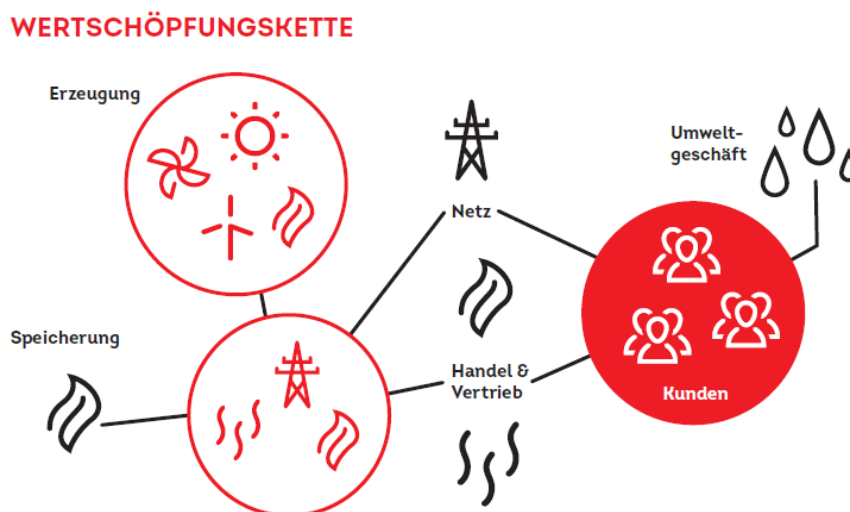 WERTSCHÖPFUNGSKETTE
Erzeugung
Umwelt-
geschäft
Netz
Speicherung
Handel &
Vertrieb
Kunden